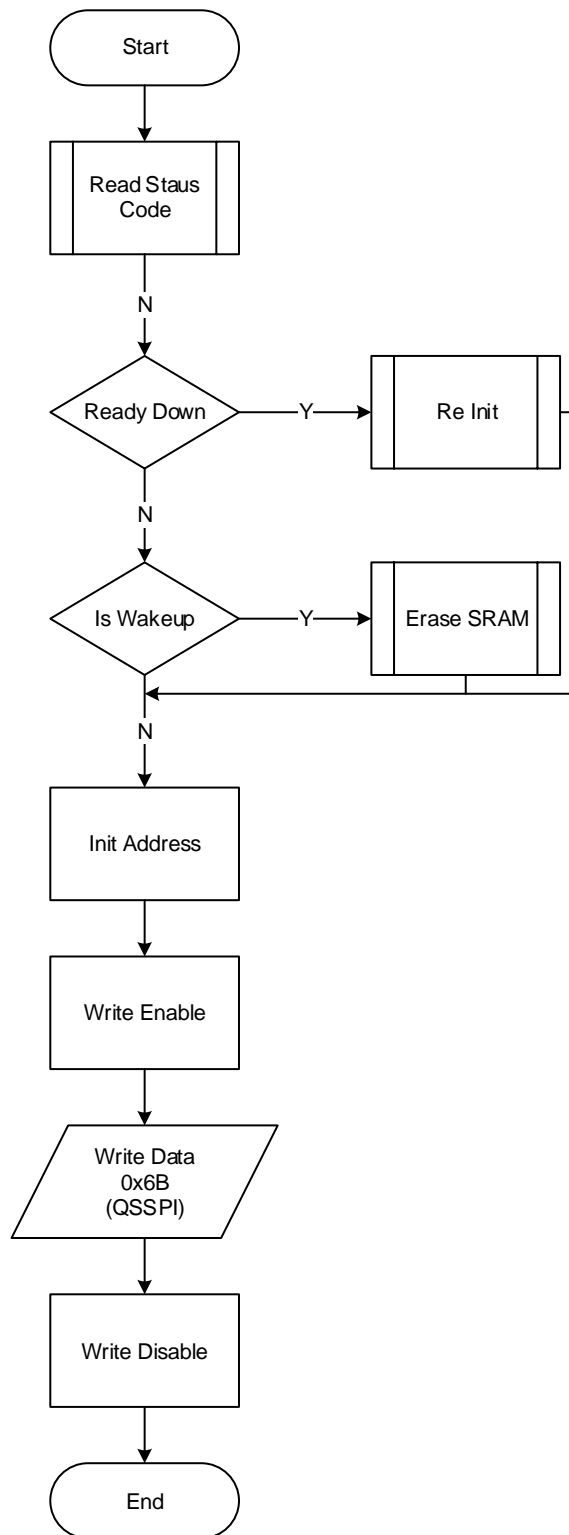 Start
Read Staus
Code
N
Ready Down
Y
Re Init
N
Is Wakeup
Y
Erase SRAM
N
Init Address
Write Enable
Write Data
0x6B
(QSSPI)
Write Disable
End